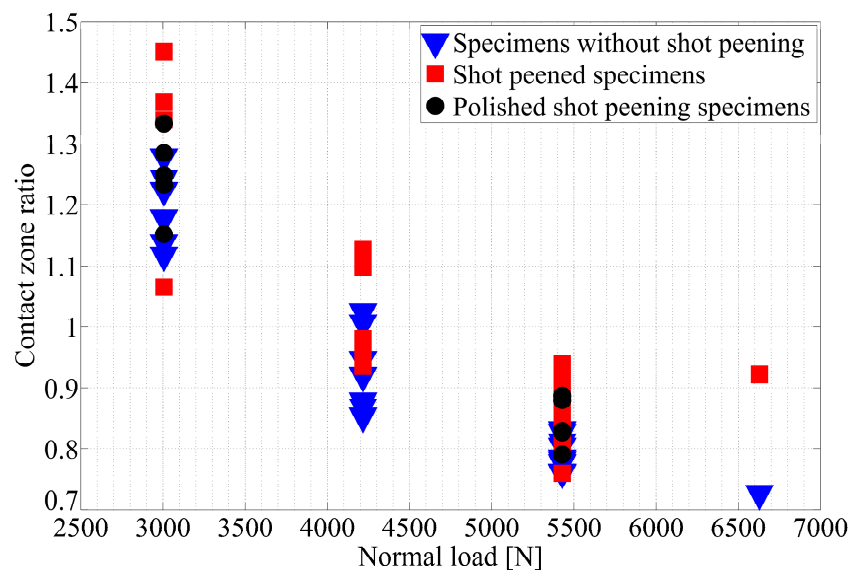 1.5
1.4
1.3
1.2
1.1
1
0.9
0.8
0.7
Contact zone ratio
Specimens without shot peening
Shot peened specimens
Polished shot peening specimens
2500 3000 3500 4000 4500 5000 5500 6000 6500 7000
Normal load [N]